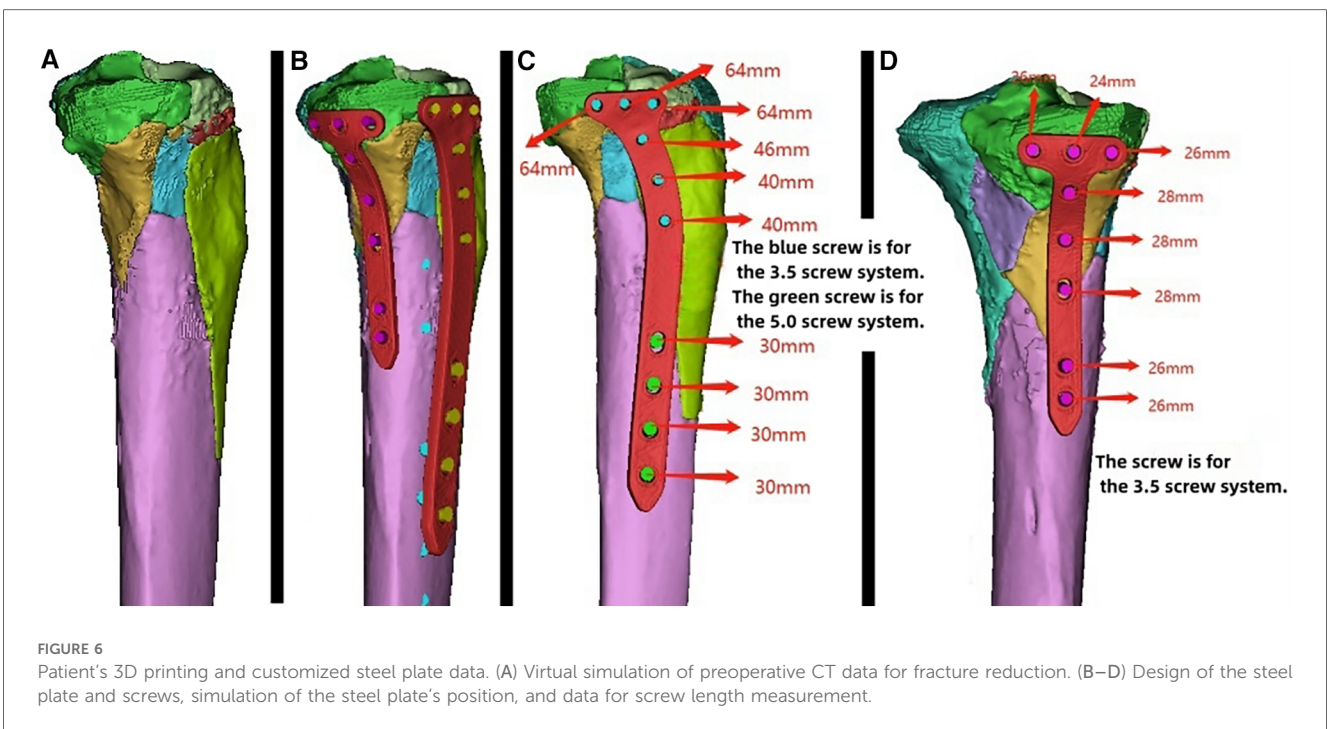 A
B
C
D
64mm
64mm
64mm
46mm
40mm
40mm
The blue screw is for
the 3.5 screw system.
The green screw is for
the 5.0 screw system.
30mm
30mm
30mm
30mm
26mm
24mm
26mm
28mm
28mm
28mm
26mm
26mm
The screw is for
the 3.5 screw system.
FIGURE 6
Patient's 3D printing and customized steel plate data. (A) Virtual simulation of preoperative CT data for fracture reduction. (B–D) Design of the steel
plate and screws, simulation of the steel plate's position, and data for screw length measurement.